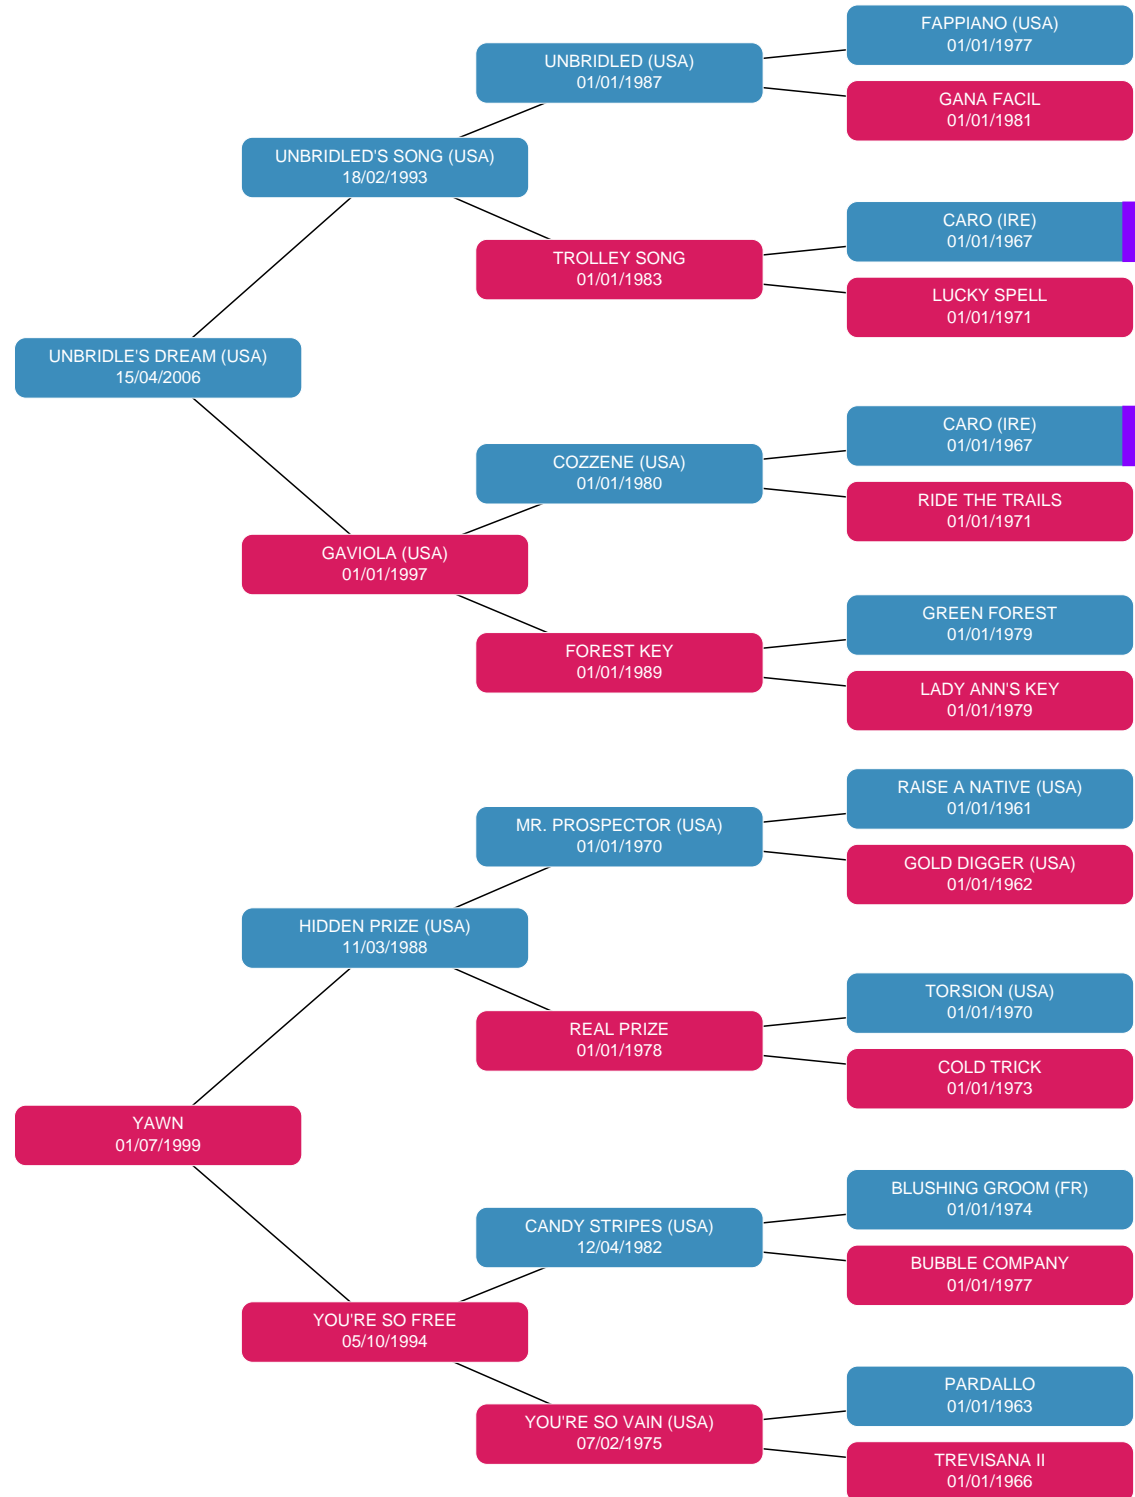 FAPPIANO (USA)
01/01/1977
UNBRIDLED (USA)
01/01/1987
GANA FACIL
01/01/1981
UNBRIDLED'S SONG (USA)
18/02/1993
CARO (IRE)
01/01/1967
TROLLEY SONG
01/01/1983
LUCKY SPELL
01/01/1971
UNBRIDLE'S DREAM (USA)
15/04/2006
CARO (IRE)
01/01/1967
COZZENE (USA)
01/01/1980
RIDE THE TRAILS
01/01/1971
GAVIOLA (USA)
01/01/1997
GREEN FOREST
01/01/1979
FOREST KEY
01/01/1989
LADY ANN'S KEY
01/01/1979
RAISE A NATIVE (USA)
01/01/1961
MR. PROSPECTOR (USA)
01/01/1970
GOLD DIGGER (USA)
01/01/1962
HIDDEN PRIZE (USA)
11/03/1988
TORSION (USA)
01/01/1970
REAL PRIZE
01/01/1978
COLD TRICK
01/01/1973
YAWN
01/07/1999
BLUSHING GROOM (FR)
01/01/1974
CANDY STRIPES (USA)
12/04/1982
BUBBLE COMPANY
01/01/1977
YOU'RE SO FREE
05/10/1994
PARDALLO
01/01/1963
YOU'RE SO VAIN (USA)
07/02/1975
TREVISANA II
01/01/1966